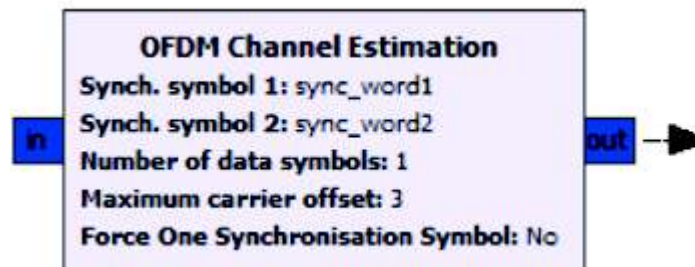 OFDM Channel Estimation
Synch. symbol 1: sync_word1
Synch. symbol 2: sync_word2
in
out
Number of data symbols: 1
Maximum carrier offset: 3
Force One Synchronisation Symbol: No